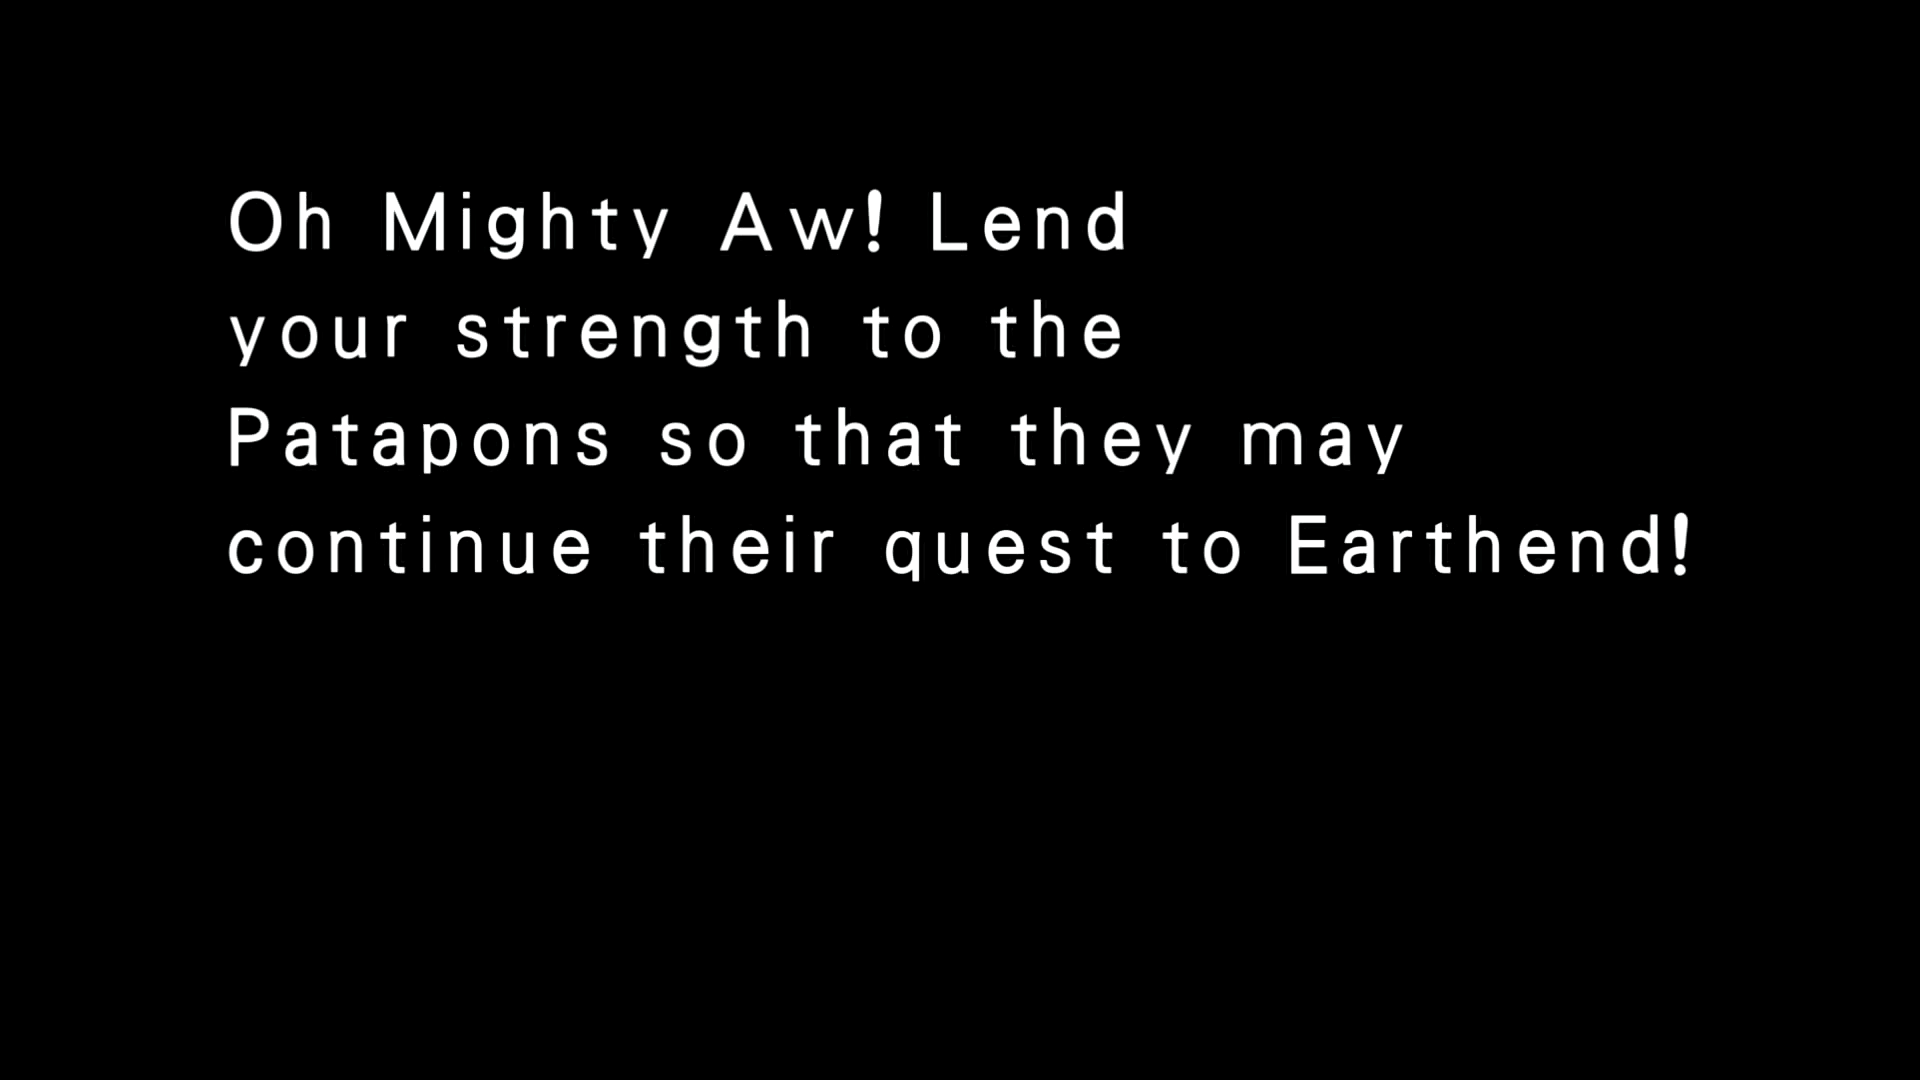 Oh Mighty Aw! Lend
your strength to the
Patapons so that they may
continue their quest to Earthend!